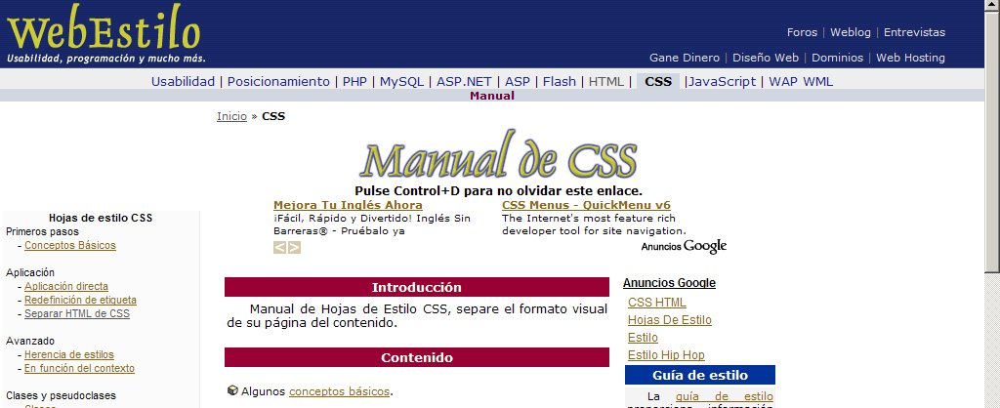 WebEstilo
Usabilidad, programación y mucho más.
Foros | Weblog | Entrevistas
Gane Dinero | Diseño Web | Dominios | Web Hosting
Usabilidad | Posicionamiento | PHP | MySQL | ASP.NET | ASP | Flash | HTML | CSS |JavaScript | WAP WML
Manual
Inicio » CSS
Manual de CSS
Pulse Control+D para no olvidar este enlace.
Mejora Tu Inglés Ahora
¡Fácil, Rápido y Divertido! Inglés Sin
Barreras® - Pruébalo ya
CSS Menus - QuickMenu v6
The Internet's most feature rich
developer tool for site navigation.
Anuncios Google
Hojas de estilo CSS
Primeros pasos
- Conceptos Básicos
Aplicación
- Aplicación directa
- Redefinición de etiqueta
- Separar HTML de CSS
Avanzado
- Herencia de estilos
- En función del contexto
Clases y pseudoclases
Introducción
Manual de Hojas de Estilo CSS, separe el formato visual
de su página del contenido.
Contenido
Algunos conceptos básicos.
Anuncios Google
CSS HTML
Hojas De Estilo
Estilo
Estilo Hip Hop
Guía de estilo
La guía de estilo